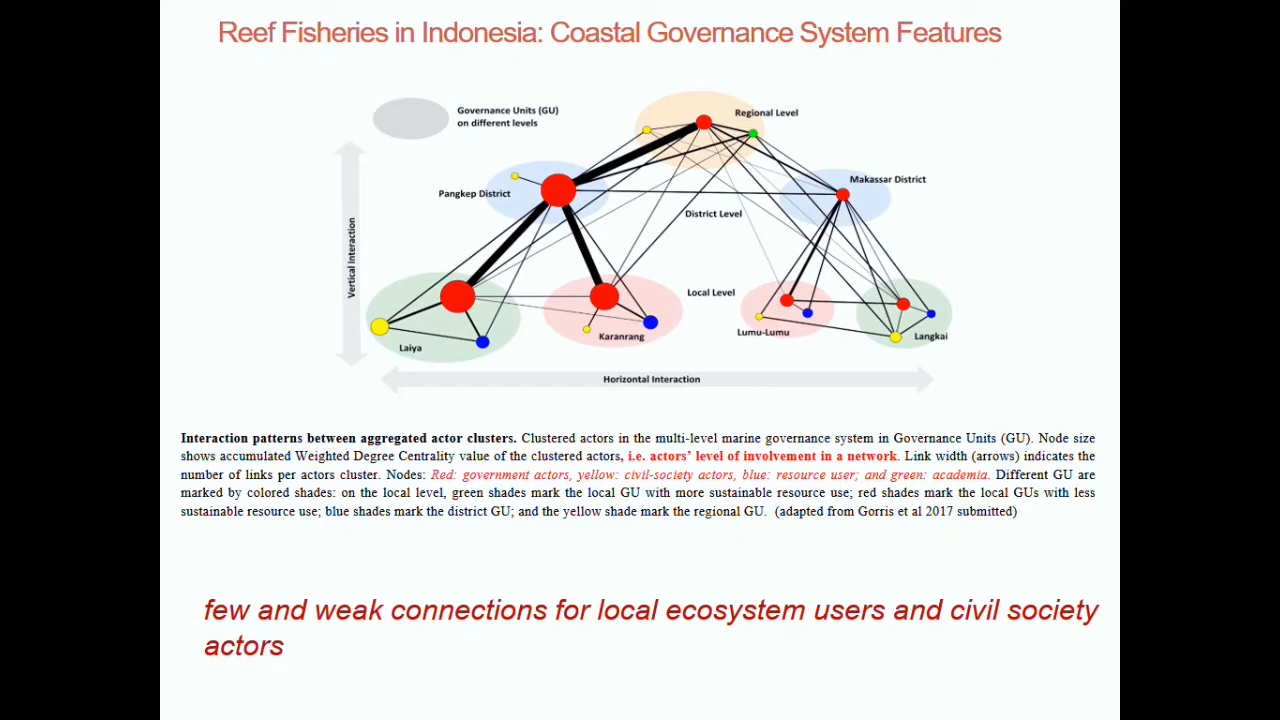 Reef Fisheries in Indonesia: Coastal Governance System Features
Governance Units (GU)
on different levels
Regional Level
Pangkep District
Makassar District
District Level
Vertical Interaction
Local Level
Laiya
Karanrang
Lumu-Lumu
Langkai
Horizontal Interaction
Interaction patterns between aggregated actor clusters. Clustered actors in the multi-level marine governance system in Governance Units (GU). Node size
shows accumulated Weighted Degree Centrality value of the clustered actors, i.e. actors’ level of involvement in a network. Link width (arrows) indicates the
number of links per actors cluster. Nodes: Red: government actors, yellow: civil-society actors, blue: resource user; and green: academia. Different GU are
marked by colored shades: on the local level, green shades mark the local GU with more sustainable resource use; red shades mark the local GUs with less
sustainable resource use; blue shades mark the district GU; and the yellow shade mark the regional GU. (adapted from Gorris et al 2017 submitted)
few and weak connections for local ecosystem users and civil society
actors